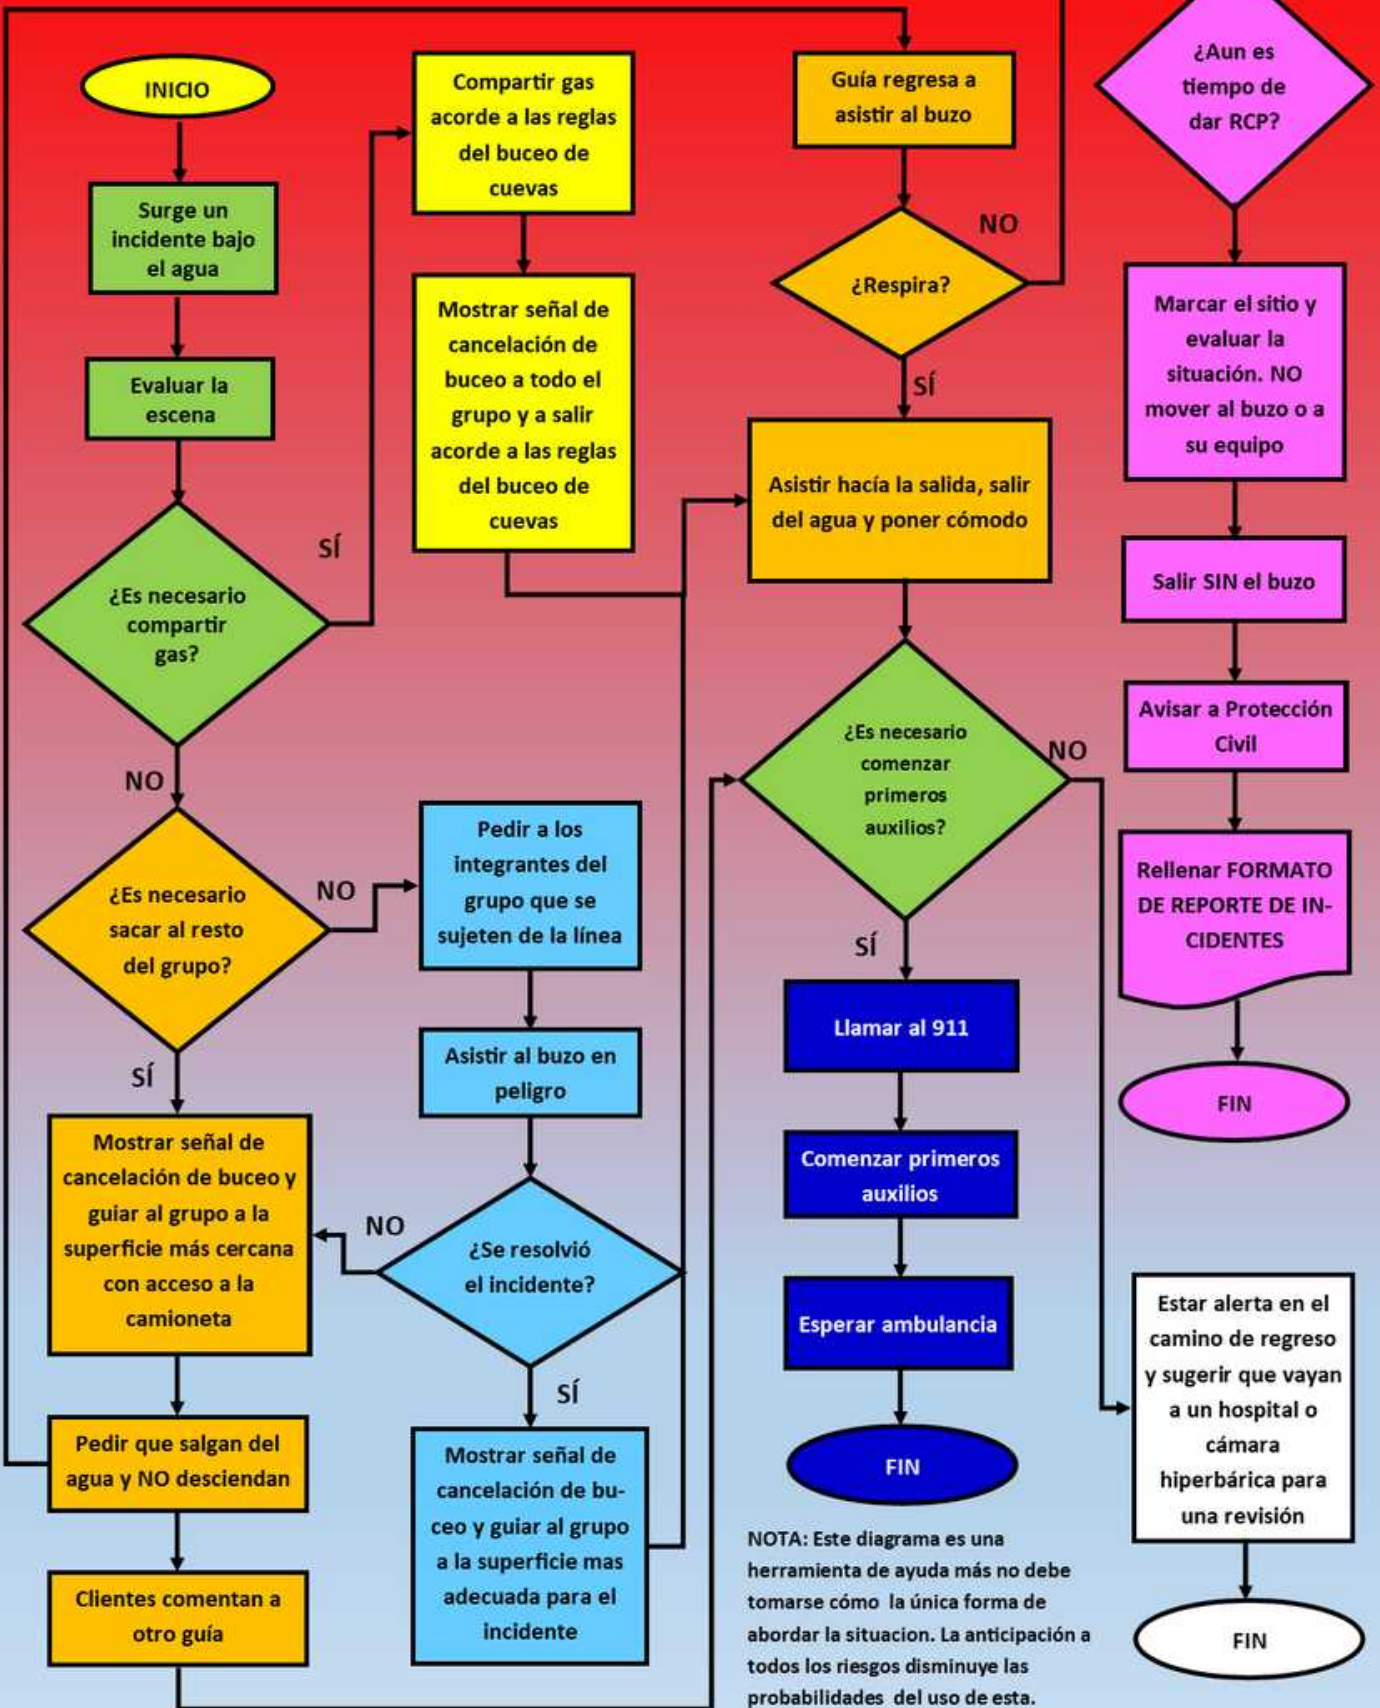 INICIO
Surge un
incidente bajo
el agua
Evaluar la
escena
¿Es necesario
compartir
gas?
SÍ
NO
Compartir gas
acorde a las reglas
del buceo de
cuevas
Mostrar señal de
cancelación de
buceo a todo el
grupo y a salir
acorde a las reglas
del buceo de
cuevas
¿Es necesario
sacar al resto
del grupo?
NO
SÍ
Pedir a los
integrantes del
grupo que se
sujeten de la línea
Asistir al buzo en
peligro
¿Se resolvió
el incidente?
NO
SÍ
Mostrar señal de
cancelación de bu-
ceo y guiar al grupo
a la superficie mas
adecuada para el
incidente
Mostrar señal de
cancelación de buceo y
guiar al grupo a la
superficie más cercana
con acceso a la
camioneta
Pedir que salgan del
agua y NO desciendan
Clientes comentan a
otro guía
Guía regresa a
asistir al buzo
¿Respira?
NO
SÍ
Asistir hacía la salida, salir
del agua y poner cómodo
¿Es necesario
comenzar
primeros
auxilios?
NO
SÍ
Llamar al 911
Comenzar primeros
auxilios
Esperar ambulancia
FIN
¿Aun es
tiempo de
dar RCP?
Marcar el sitio y
evaluar la
situación. NO
mover al buzo o a
su equipo
Salir SIN el buzo
Avisar a Protección
Civil
Rellenar FORMATO
DE REPORTE DE IN-
CIDENTES
FIN
Estar alerta en el
camino de regreso
y sugerir que vayan
a un hospital o
cámara
hiperbárica para
una revisión
FIN
NOTA: Este diagrama es una
herramienta de ayuda más no debe
tomarse cómo la única forma de
abordar la situacion. La anticipación a
todos los riesgos disminuye las
probabilidades del uso de esta.